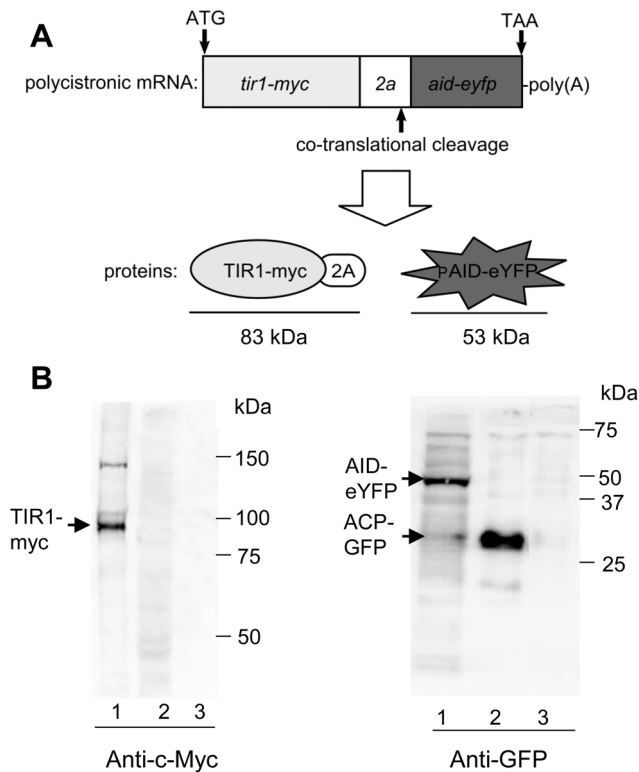 A
ATG
TAA
polycistronic mRNA:
tir1-myc
2a
aid-eyfp
-poly(A)
co-translational cleavage
proteins:
TIR1-myc
2A
PAID-eYFP
83 kDa
53 kDa
B
kDa
150
100
75
50
TIR1-
myc
1 2 3
Anti-c-Myc
kDa
75
50
37
25
AID-
eYFP
ACP-
GFP
1 2 3
Anti-GFP